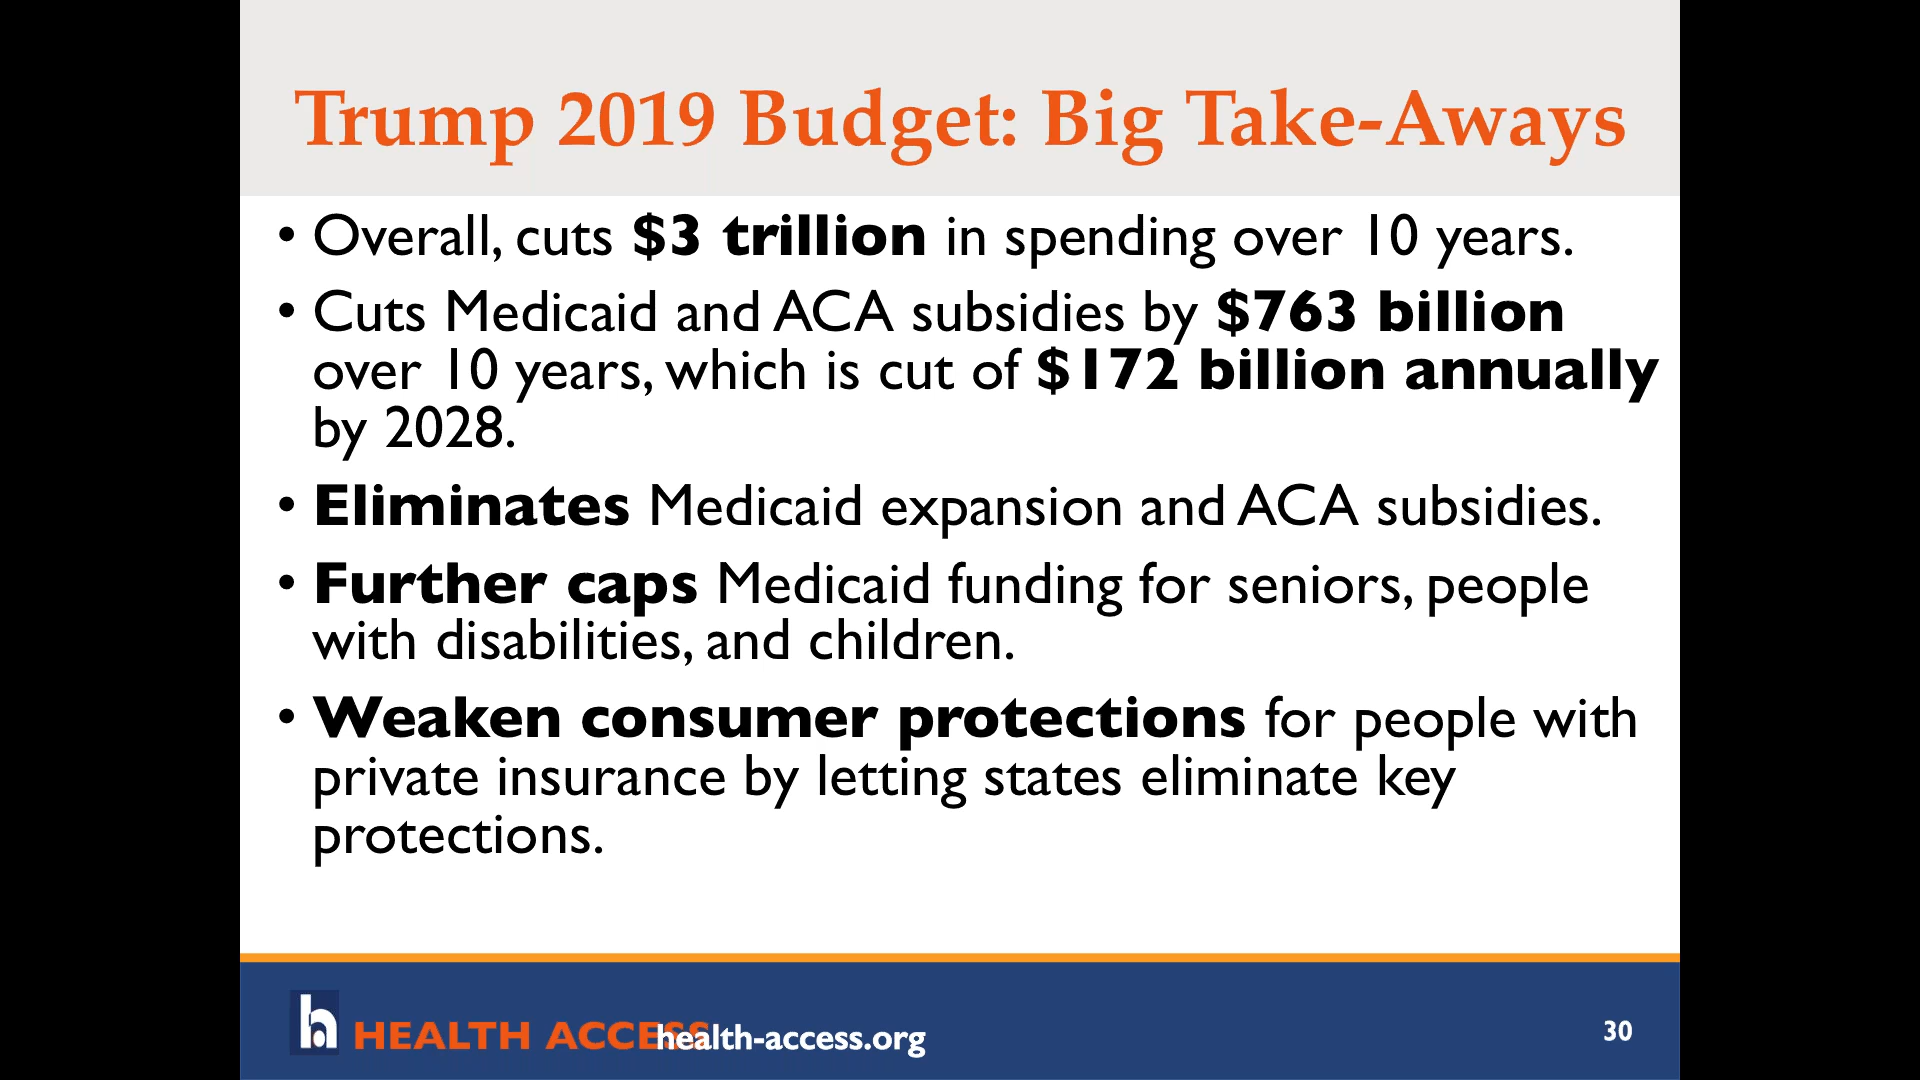 Trump 2019 Budget: Big Take-Aways
• Overall, cuts $3 trillion in spending over 10 years.
• Cuts Medicaid and ACA subsidies by $763 billion
over 10 years, which is cut of $172 billion annually
by 2028.
• Eliminates Medicaid expansion and ACA subsidies.
• Further caps Medicaid funding for seniors, people
with disabilities, and children.
• Weaken consumer protections for people with
private insurance by letting states eliminate key
protections.
h HEALTH ACCESS health-access.org 30